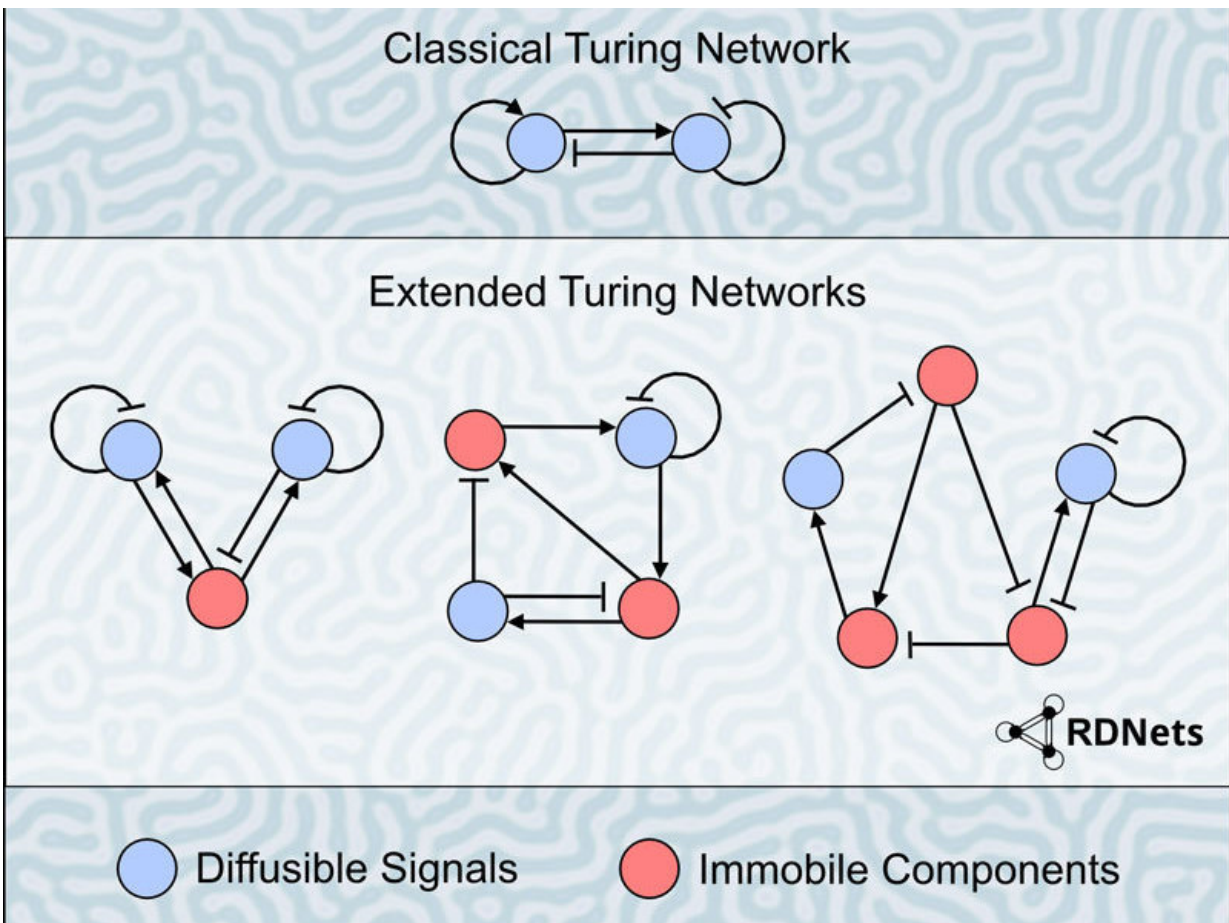 Classical Turing Network
Extended Turing Networks
RDNets
Diffusible Signals
Immobile Components